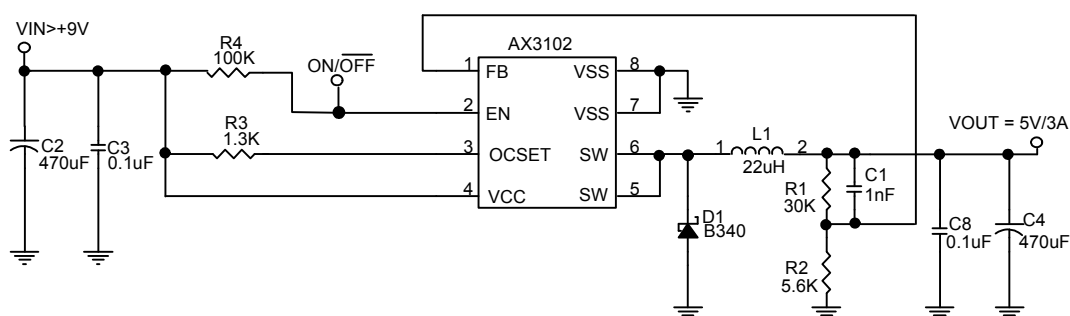 VIN>+9V
R4
100K
ON/OFF
AX3102
1
FB
VSS
8
2
EN
VSS
7
R3
1.3K
3
OCSET
SW
6
4
VCC
SW
5
C2
470uF
C3
0.1uF
L1
1
2
22uH
VOUT = 5V/3A
D1
B340
R1
30K
C1
1nF
R2
5.6K
C8
0.1uF
C4
470uF